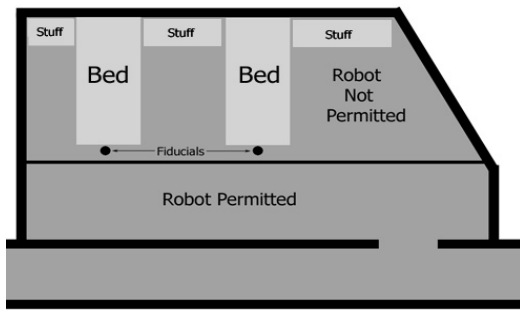 Stuff
Stuff
Stuff
Bed
Bed
Robot
Not
Permitted
Fiducials
Robot Permitted